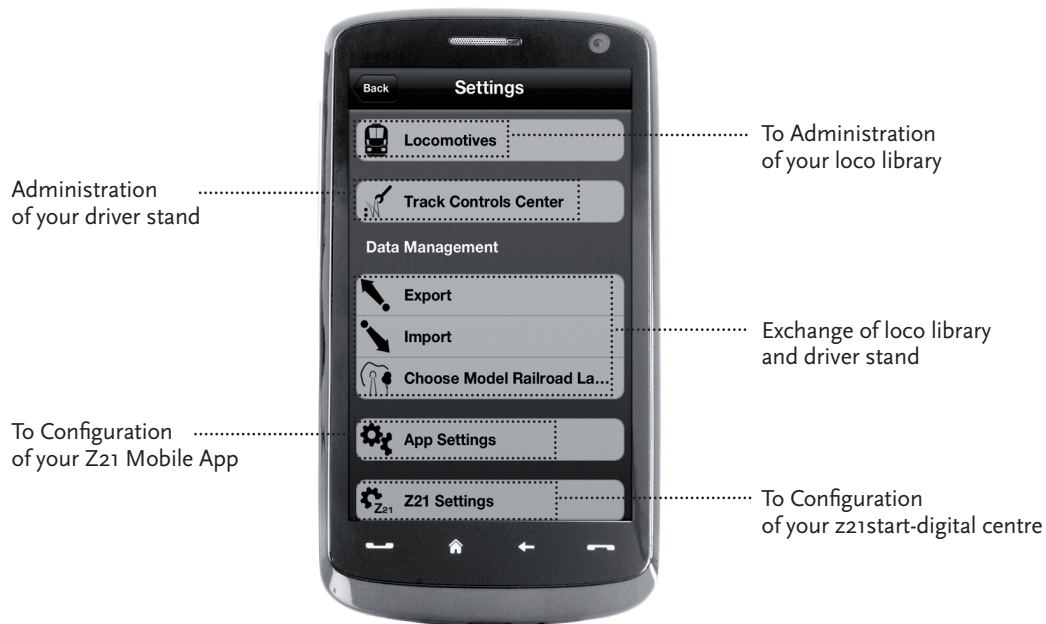 Back
Settings
Locomotives
Track Controls Center
Data Management
Export
Import
Choose Model Railroad La...
App Settings
Z21
Z21 Settings
To Administration
of your loco library
Administration
of your driver stand
Exchange of loco library
and driver stand
To Configuration
of your Z21 Mobile App
To Configuration
of your z21start-digital centre